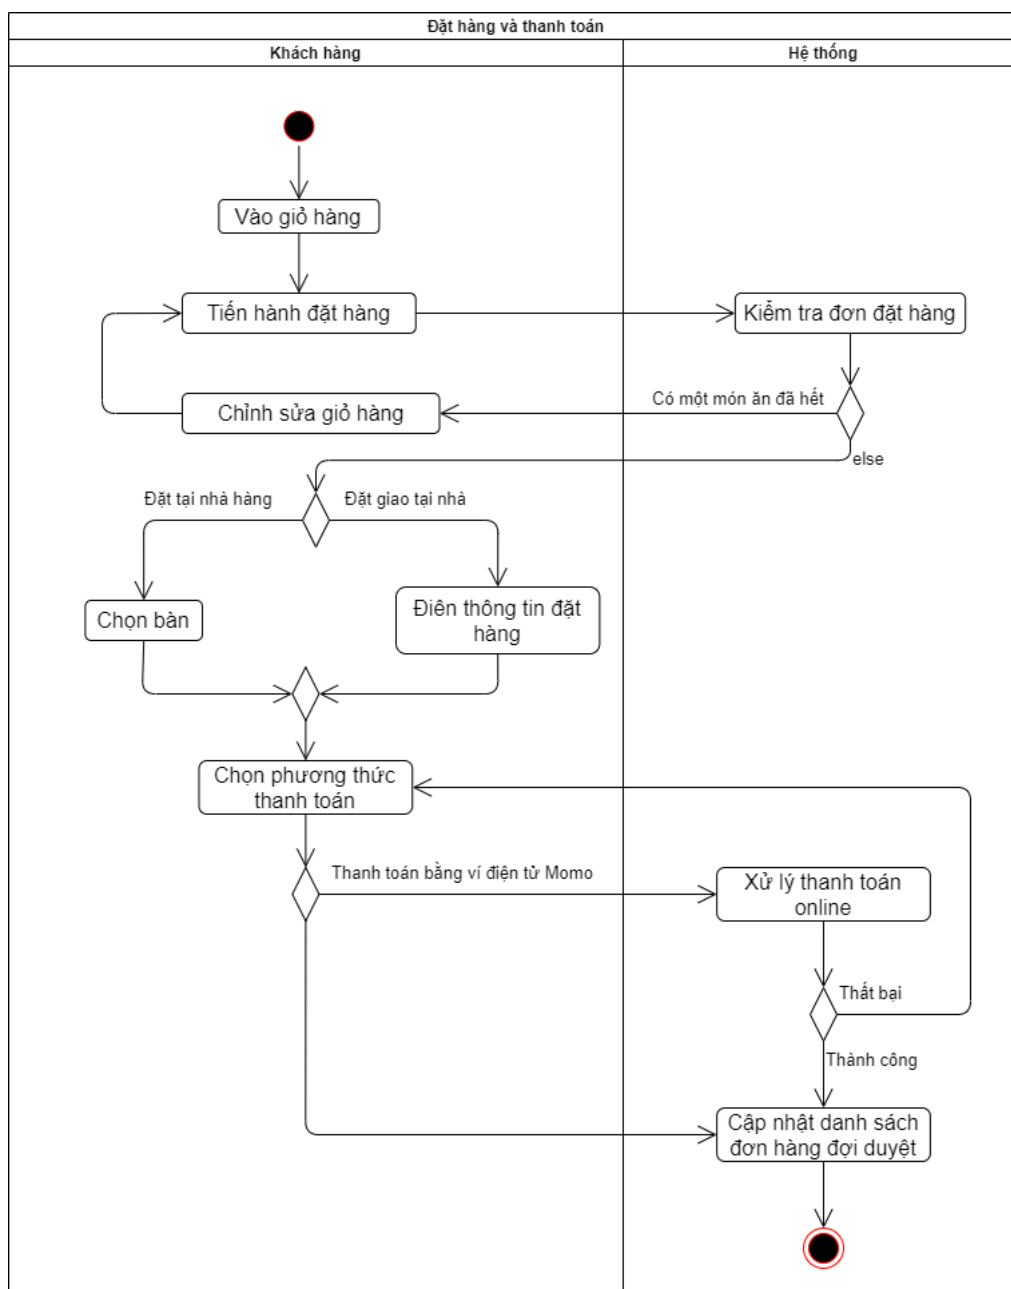 Đặt hàng và thanh toán
Khách hàng
Hệ thống
Vào giỏ hàng
Tiến hành đặt hàng
Kiểm tra đơn đặt hàng
Có một món ăn đã hết
Chỉnh sửa giỏ hàng
else
Đặt tại nhà hàng
Đặt giao tại nhà
Chọn bàn
Điên thông tin đặt
hàng
Chọn phương thức
thanh toán
Thanh toán bằng ví điện tử Momo
Xử lý thanh toán
online
Thất bại
Thành công
Cập nhật danh sách
đơn hàng đợi duyệt